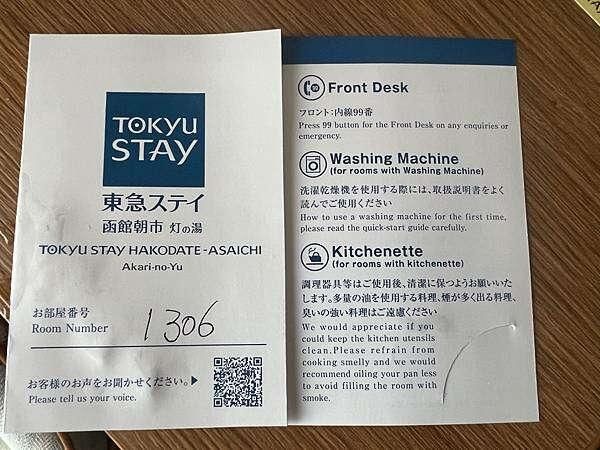 TOKYU
STAY
東急ステイ
函館朝市 灯の湯
TOKYU STAY HAKODATE-ASAICHI
Akari-no-Yu
お部屋番号
Room Number
1306
お客様のお声をお聞かせください。▶
Please tell us your voice.
99
Front Desk
フロント:内線99番
Press 99 button for the Front Desk on any enquiries or
emergency.
Washing Machine
(for rooms with Washing Machine)
洗濯乾燥機を使用する際には、取扱説明書をよく
読んでご使用ください
How to use a washing machine for the first time,
please read the quick-start guide carefully.
Kitchenette
(for rooms with kitchenette)
調理器具等はご使用後、清潔に保つようお願いいた
します。多量の油を使用する料理、煙が多く出る料理、
臭いの強い料理はご遠慮ください
We would appreciate if you
could keep the kitchen utensils
clean.Please refrain from
cooking smelly and we would
recommend oiling your pan less
to avoid filling the room with
smoke.